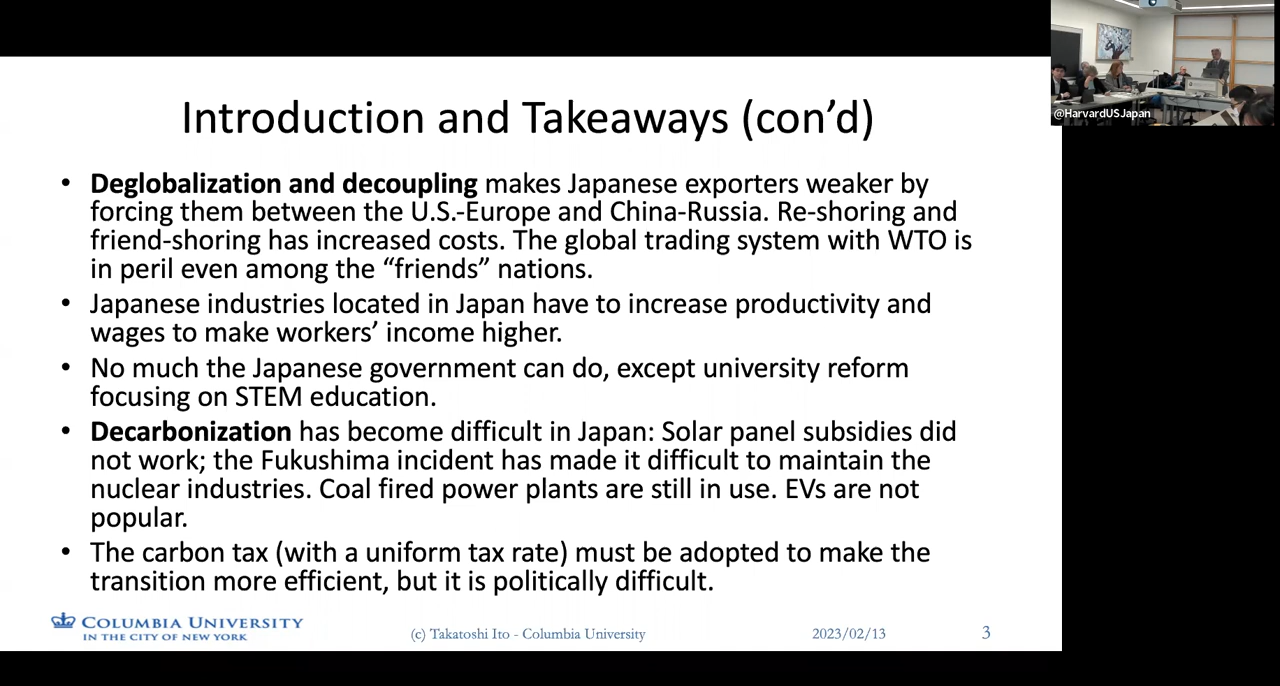 Introduction and Takeaways (con’d)
• Deglobalization and decoupling makes Japanese exporters weaker by
forcing them between the U.S.-Europe and China-Russia. Re-shoring and
friend-shoring has increased costs. The global trading system with WTO is
in peril even among the “friends” nations.
• Japanese industries located in Japan have to increase productivity and
wages to make workers’ income higher.
• No much the Japanese government can do, except university reform
focusing on STEM education.
• Decarbonization has become difficult in Japan: Solar panel subsidies did
not work; the Fukushima incident has made it difficult to maintain the
nuclear industries. Coal fired power plants are still in use. EVs are not
popular.
• The carbon tax (with a uniform tax rate) must be adopted to make the
transition more efficient, but it is politically difficult.
COLUMBIA UNIVERSITY
IN THE CITY OF NEW YORK
(c) Takatoshi Ito - Columbia University
2023/02/13
3
@HarvardUSJapan